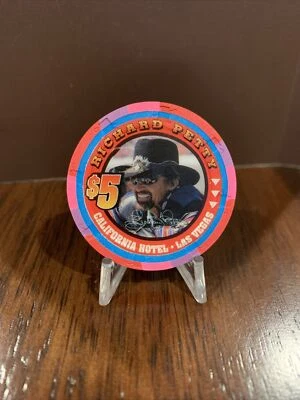 RICHARD PETTY
$5
CALIFORNIA HOTEL • LAS VEGAS